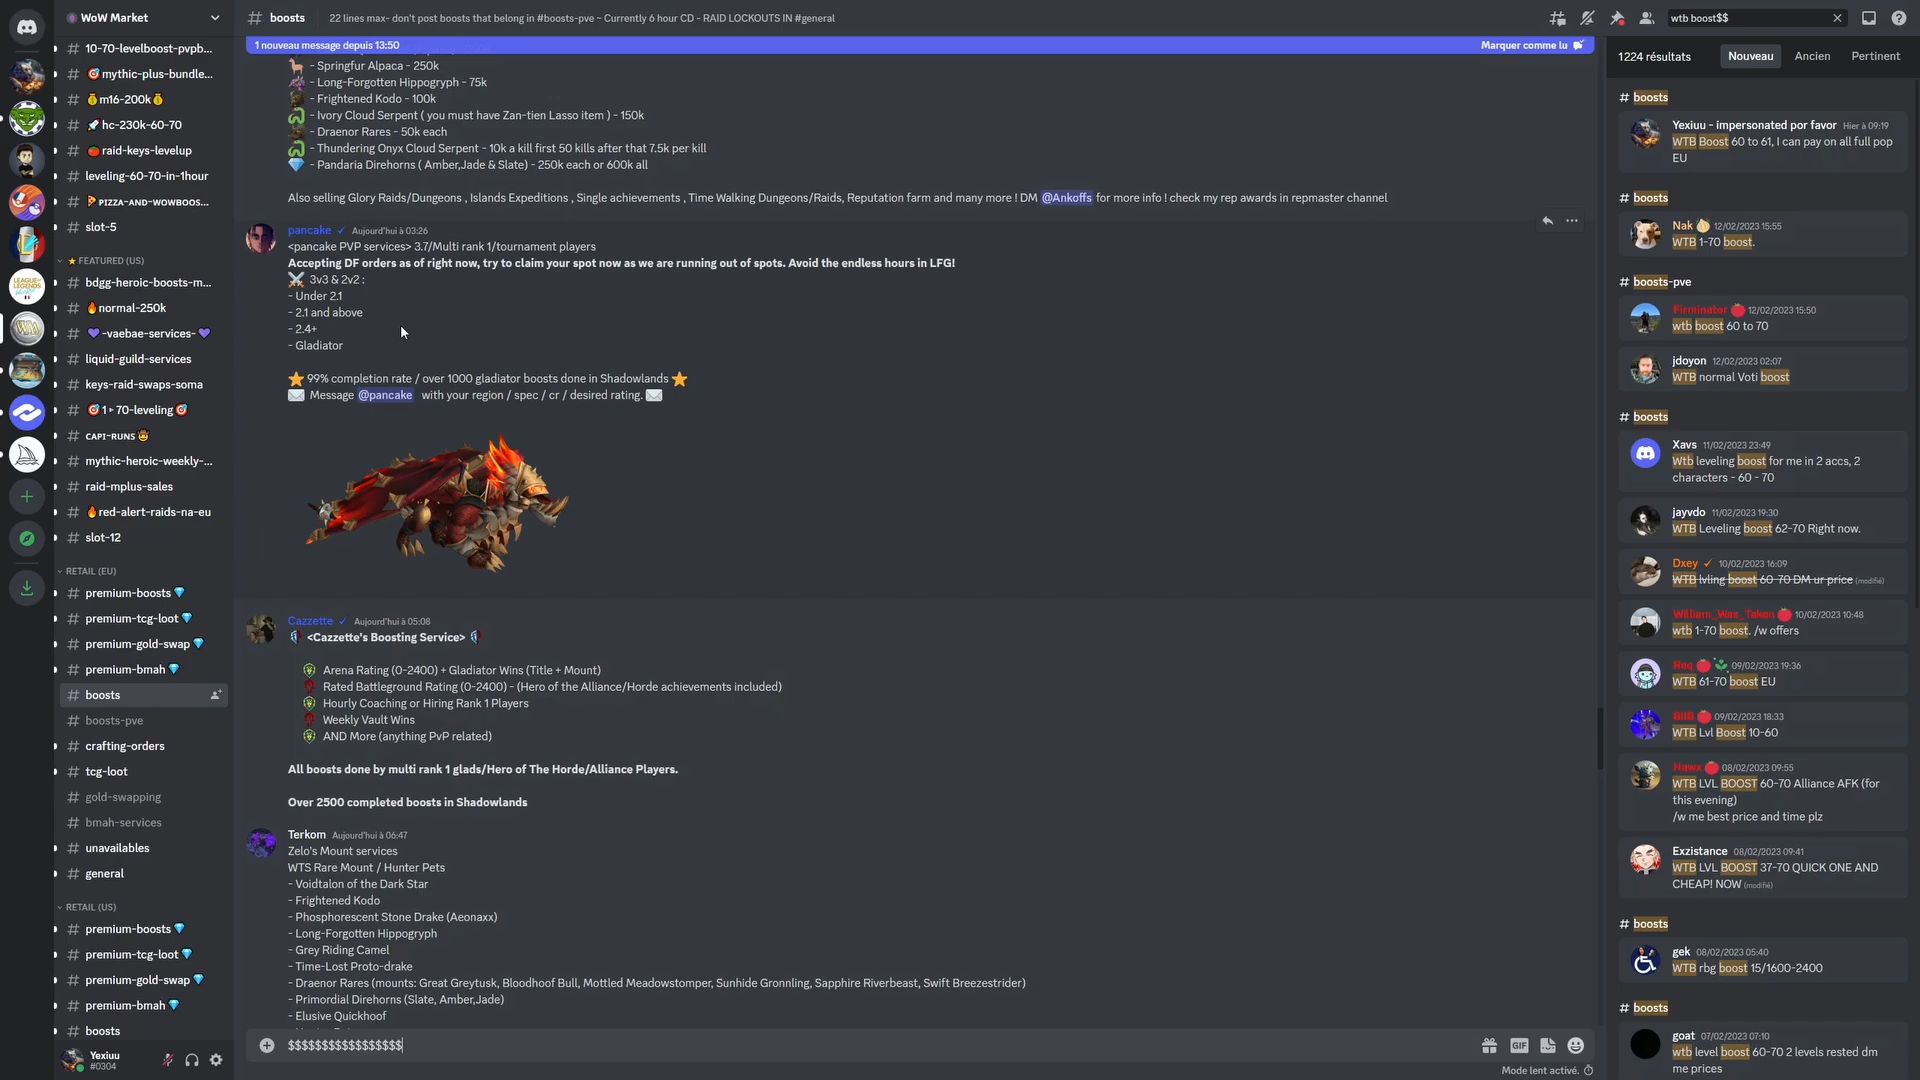 WoW Market
10-70-levelboost-pvpb...
mythic-plus-bundle...
m16-200k
hc-230k-60-70
raid-keys-levelup
leveling-60-70-in-1hour
PIZZA-AND-WOWBOOS...
slot-5
FEATURED (US)
bdgg-heroic-boosts-m...
normal-250k
-vaebae-services-
liquid-guild-services
keys-raid-swaps-soma
1▸70-leveling
CAPI-RUNS
mythic-heroic-weekly-...
raid-mplus-sales
red-alert-raids-na-eu
slot-12
RETAIL (EU)
premium-boosts
premium-tcg-loot
premium-gold-swap
premium-bmah
boosts
boosts-pve
crafting-orders
tcg-loot
gold-swapping
bmah-services
unavailables
general
RETAIL (US)
premium-boosts
premium-tcg-loot
premium-gold-swap
premium-bmah
boosts
Yexiuu
#0304
# boosts
22 lines max- don't post boosts that belong in #boosts-pve ~ Currently 6 hour CD - RAID LOCKOUTS IN #general
wtb boost$$
1 nouveau message depuis 13:50
Marquer comme lu
- Springfur Alpaca - 250k
- Long-Forgotten Hippogryph - 75k
- Frightened Kodo - 100k
- Ivory Cloud Serpent ( you must have Zan-tien Lasso item ) - 150k
- Draenor Rares - 50k each
- Thundering Onyx Cloud Serpent - 10k a kill first 50 kills after that 7.5k per kill
- Pandaria Direhorns ( Amber,Jade & Slate) - 250k each or 600k all
Also selling Glory Raids/Dungeons , Islands Expeditions , Single achievements , Time Walking Dungeons/Raids, Reputation farm and many more ! DM @Ankoffs for more info ! check my rep awards in repmaster channel
pancake Aujourd'hui à 03:26
<pancake PVP services> 3.7/Multi rank 1/tournament players
Accepting DF orders as of right now, try to claim your spot now as we are running out of spots. Avoid the endless hours in LFG!
3v3 & 2v2 :
- Under 2.1
- 2.1 and above
- 2.4+
- Gladiator
99% completion rate / over 1000 gladiator boosts done in Shadowlands
Message @pancake with your region / spec / cr / desired rating.
Cazzette Aujourd'hui à 05:08
<Cazzette's Boosting Service>
Arena Rating (0-2400) + Gladiator Wins (Title + Mount)
Rated Battleground Rating (0-2400) - (Hero of the Alliance/Horde achievements included)
Hourly Coaching or Hiring Rank 1 Players
Weekly Vault Wins
AND More (anything PvP related)
All boosts done by multi rank 1 glads/Hero of The Horde/Alliance Players.
Over 2500 completed boosts in Shadowlands
Terkom Aujourd'hui à 06:47
Zelo's Mount services
WTS Rare Mount / Hunter Pets
- Voidtalon of the Dark Star
- Frightened Kodo
- Phosphorescent Stone Drake (Aeonaxx)
- Long-Forgotten Hippogryph
- Grey Riding Camel
- Time-Lost Proto-drake
- Draenor Rares (mounts: Great Greytusk, Bloodhoof Bull, Mottled Meadowstomper, Sunhide Gronnling, Sapphire Riverbeast, Swift Breezestrider)
- Primordial Direhorns (Slate, Amber,Jade)
- Elusive Quickhoof
$$$$$$$$$$$$$$$$$
GIF
Mode lent activé.
1224 résultats
Nouveau
Ancien
Pertinent
# boosts
Yexiuu - impersonated por favor Hier à 09:19
WTB Boost 60 to 61, I can pay on all full pop
EU
# boosts
Nak 12/02/2023 15:55
WTB 1-70 boost.
# boosts-pve
Firminator 12/02/2023 15:50
wtb boost 60 to 70
jdoyon 12/02/2023 02:07
WTB normal Voti boost
# boosts
Xavs 11/02/2023 23:49
Wtb leveling boost for me in 2 accs, 2
characters - 60 - 70
jayvdo 11/02/2023 19:30
WTB Leveling boost 62-70 Right now.
Dxey 10/02/2023 16:09
WTB lvling boost 60-70 DM ur price (modifié)
William_Was_Taken 10/02/2023 10:48
wtb 1-70 boost. /w offers
09/02/2023 19:36
WTB 61-70 boost EU
09/02/2023 18:33
WTB Lvl Boost 10-60
Hawx 08/02/2023 09:55
WTB LVL BOOST 60-70 Alliance AFK (for
this evening)
/w me best price and time plz
Exzistance 08/02/2023 09:41
WTB LVL BOOST 37-70 QUICK ONE AND
CHEAP! NOW (modifié)
# boosts
gek 08/02/2023 05:40
WTB rbg boost 15/1600-2400
# boosts
goat 07/02/2023 07:10
wtb level boost 60-70 2 levels rested dm
me prices